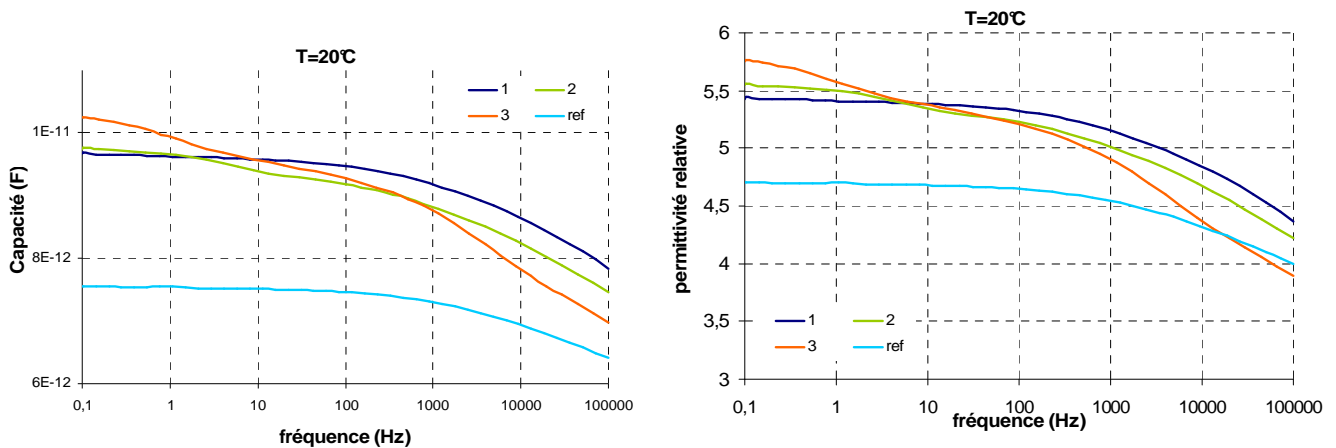 T=20°C
1 2
3 ref
1E-11
8E-12
6E-12
Capacité (F)
0,1 1 10 100 1000 10000 100000
fréquence (Hz)
T=20°C
6
5,5
5
4,5
4
3,5
3
permittivité relative
1 2
3 ref
0,1 1 10 100 1000 10000 100000
fréquence (Hz)